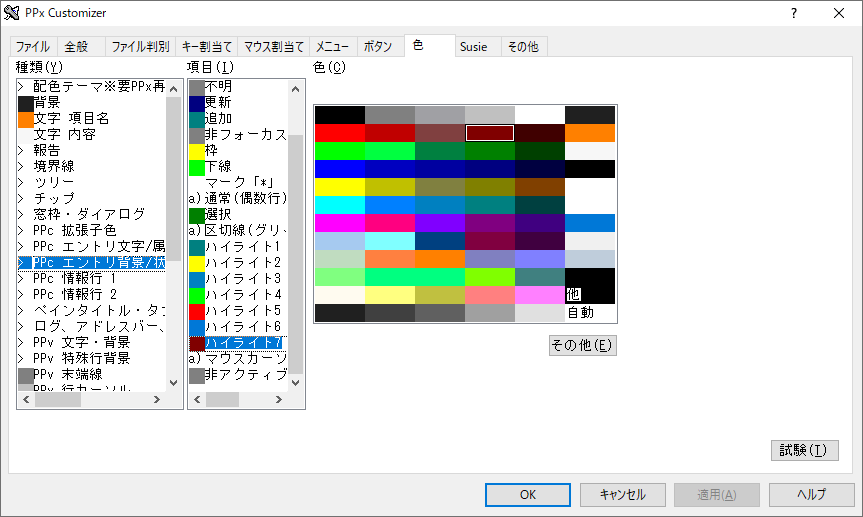 PPx Customizer
ファイル 全般 ファイル判別 キー割当て マウス割当て メニュー ボタン 色 Susie その他
種類(Y) 項目(I) 色(C)
> 配色テーマ※要PPx再
背景
文字 項目名
文字 内容
> 報告
> 境界線
> ツリー
> チップ
> 窓枠・ダイアログ
> PPc 拡張子色
> PPc エントリ文字/属
> PPc エントリ背景/状
> PPc 情報行 1
> PPc 情報行 2
> ペインタイトル・タブ
> ログ、アドレスバー、
> PPv 文字・背景
> PPv 特殊行背景
PPv 末端線
PPv 行カーソル
不明
更新
追加
非フォーカス
枠
下線
マーク「*」
a)通常(偶数行)
選択
a)区切線(グリ
ハイライト1
ハイライト2
ハイライト3
ハイライト4
ハイライト5
ハイライト6
ハイライト7
a)マウスカーソ
非アクティブ
他
自動
その他(E)
試験(T)
OK キャンセル 適用(A) ヘルプ